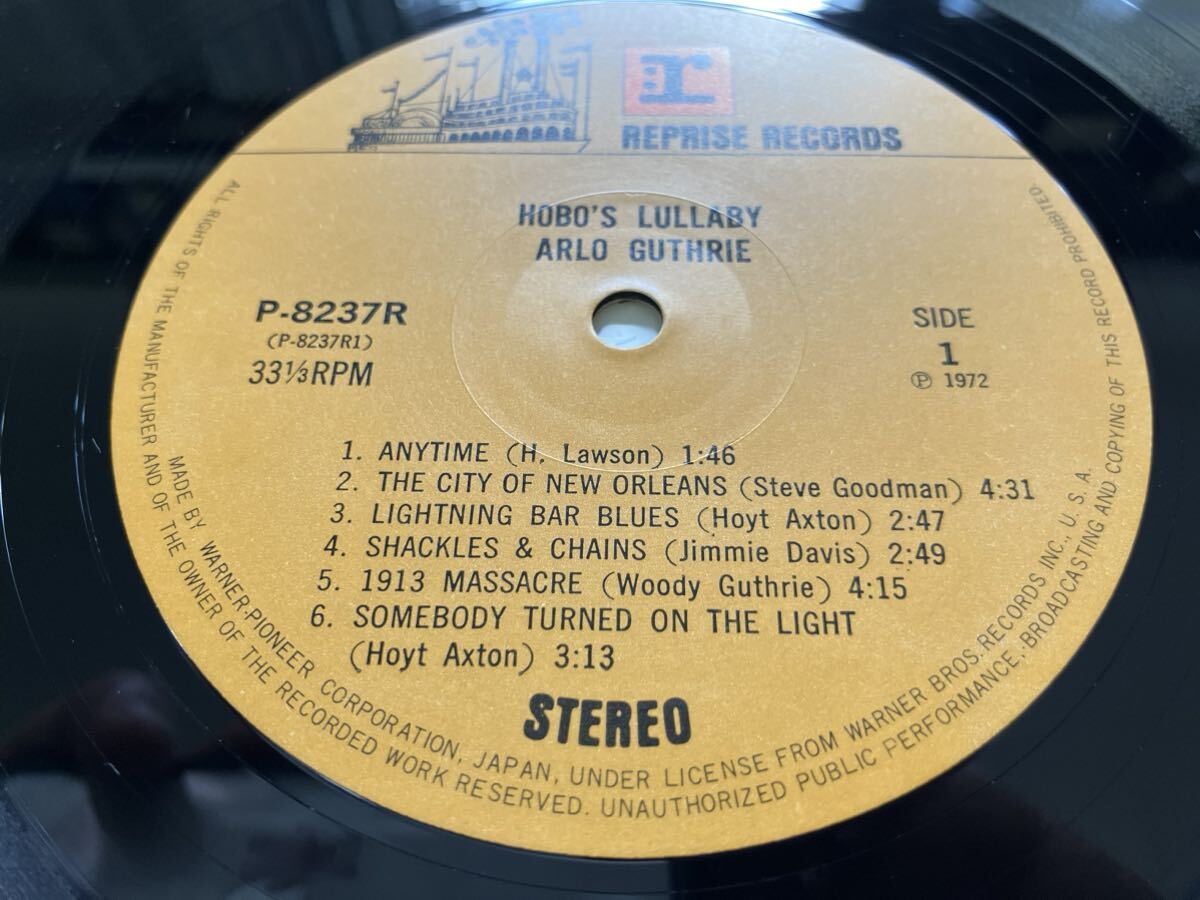 r
REPRISE RECORDS
HOBO'S LULLABY
ARLO GUTHRIE
P-8237R
(P-8237R1)
33⅓RPM
SIDE
1
Ⓟ 1972
1. ANYTIME (H. Lawson) 1:46
2. THE CITY OF NEW ORLEANS (Steve Goodman) 4:31
3. LIGHTNING BAR BLUES (Hoyt Axton) 2:47
4. SHACKLES & CHAINS (Jimmie Davis) 2:49
5. 1913 MASSACRE (Woody Guthrie) 4:15
6. SOMEBODY TURNED ON THE LIGHT
(Hoyt Axton) 3:13
STEREO
MADE BY WARNER-PIONEER CORPORATION, JAPAN, UNDER LICENSE FROM WARNER BROS. RECORDS INC., U.S.A.
ALL RIGHTS OF THE MANUFACTURER AND OF THE OWNER OF THE RECORDED WORK RESERVED. UNAUTHORIZED PUBLIC PERFORMANCE, BROADCASTING AND COPYING OF THIS RECORD PROHIBITED.